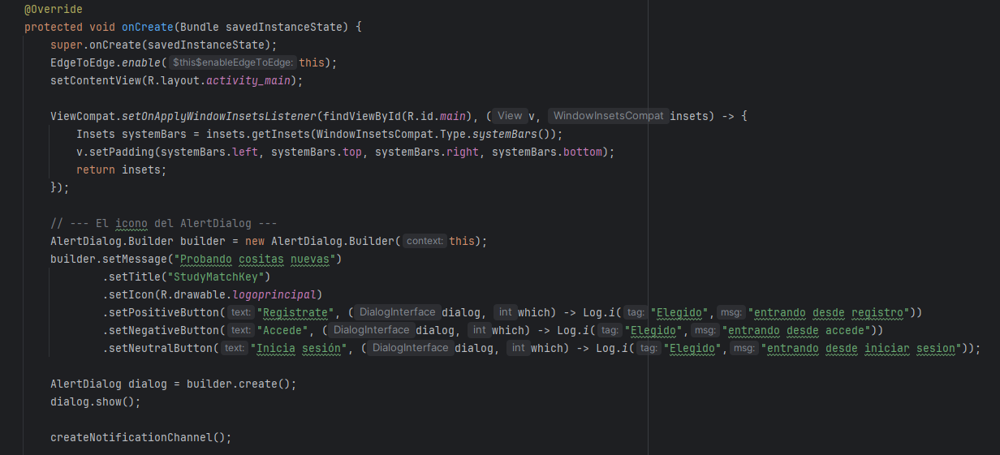 @Override
protected void onCreate(Bundle savedInstanceState) {
    super.onCreate(savedInstanceState);
    EdgeToEdge.enable( $this$enableEdgeToEdge: this);
    setContentView(R.layout.activity_main);

    ViewCompat.setOnApplyWindowInsetsListener(findViewById(R.id.main), ( View v, WindowInsetsCompat insets) -> {
        Insets systemBars = insets.getInsets(WindowInsetsCompat.Type.systemBars());
        v.setPadding(systemBars.left, systemBars.top, systemBars.right, systemBars.bottom);
        return insets;
    });

    // --- El icono del AlertDialog ---
    AlertDialog.Builder builder = new AlertDialog.Builder( context: this);
    builder.setMessage("Probando cositas nuevas")
            .setTitle("StudyMatchKey")
            .setIcon(R.drawable.logoprincipal)
            .setPositiveButton( text: "Registrate", ( DialogInterface dialog, int which) -> Log.i( tag: "Elegido", msg: "entrando desde registro"))
            .setNegativeButton( text: "Accede", ( DialogInterface dialog, int which) -> Log.i( tag: "Elegido", msg: "entrando desde accede"))
            .setNeutralButton( text: "Inicia sesión", ( DialogInterface dialog, int which) -> Log.i( tag: "Elegido", msg: "entrando desde iniciar sesion"));

    AlertDialog dialog = builder.create();
    dialog.show();

    createNotificationChannel();